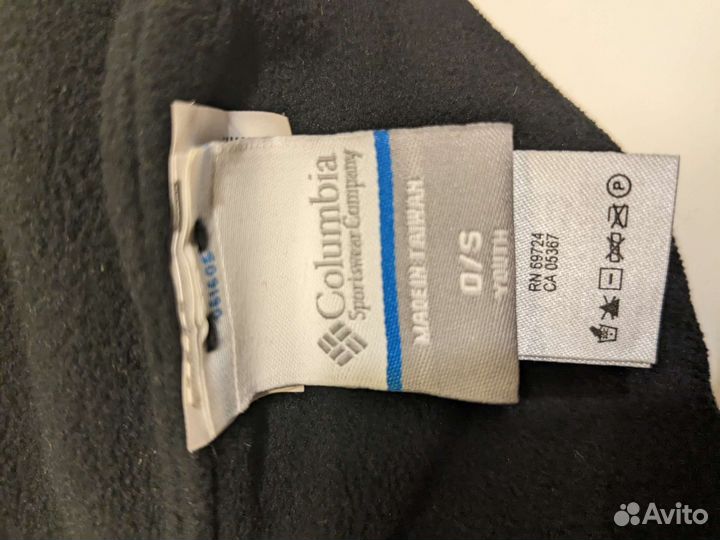 Columbia
Sportswear Company
MADE IN TAIWAN
O/S
YOUTH
RN 69724
CA 05367
P
Avito